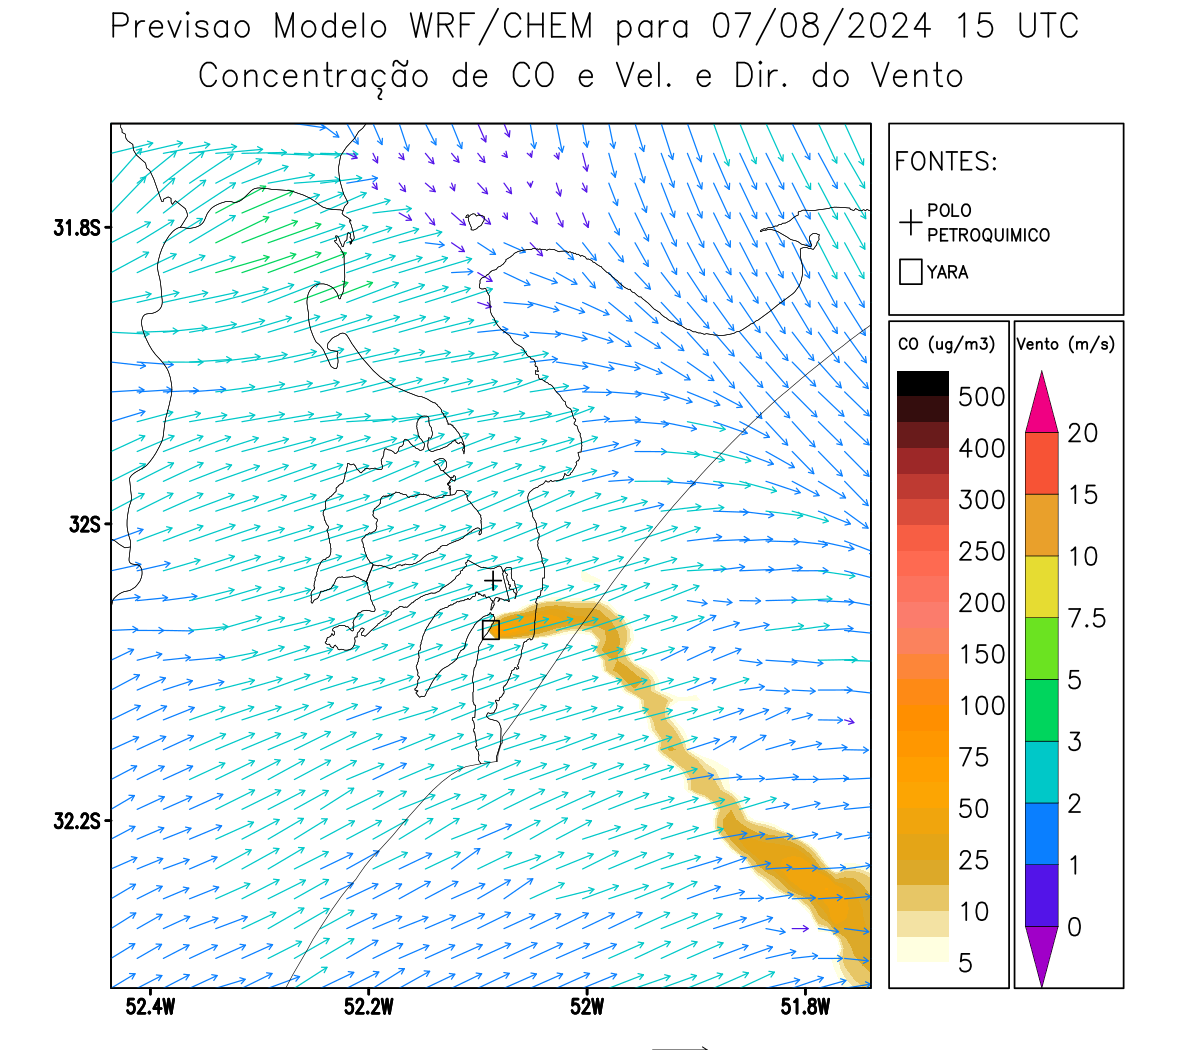 Previsao Modelo WRF/CHEM para 07/08/2024 15 UTC
Concentração de CO e Vel. e Dir. do Vento
FONTES:
POLO
PETROQUIMICO
YARA
CO (ug/m3)
500
400
300
250
200
150
100
75
50
25
10
5
Vento (m/s)
20
15
10
7.5
5
3
2
1
0
31.8S
32S
32.2S
52.4W
52.2W
52W
51.8W